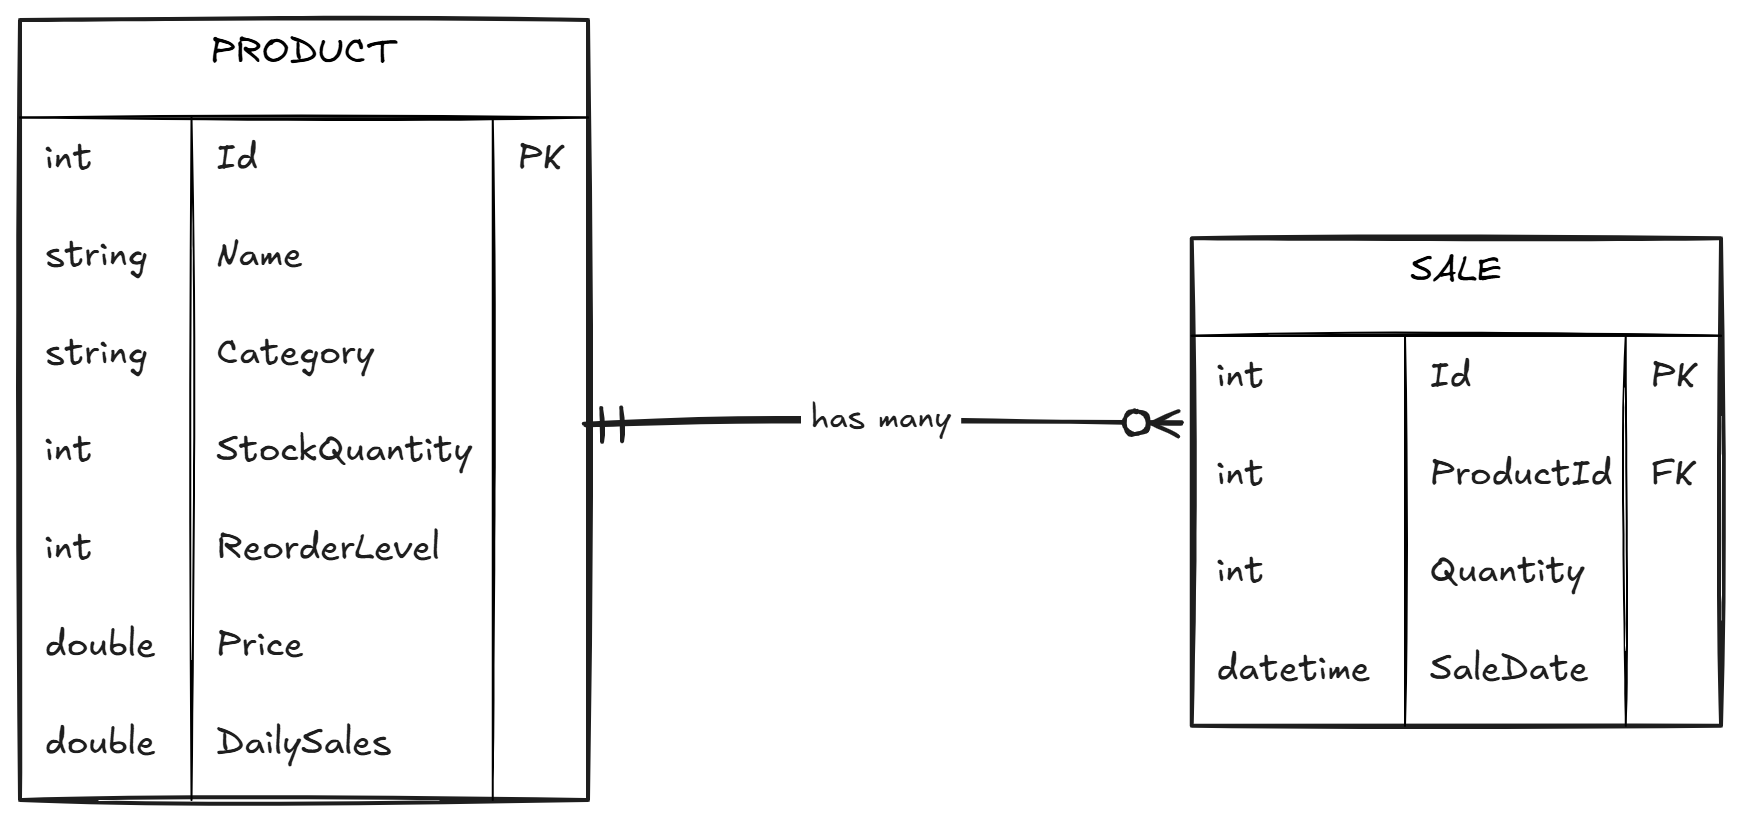 PRODUCT
int Id PK
string Name
string Category
int StockQuantity
int ReorderLevel
double Price
double DailySales
has many
SALE
int Id PK
int ProductId FK
int Quantity
datetime SaleDate